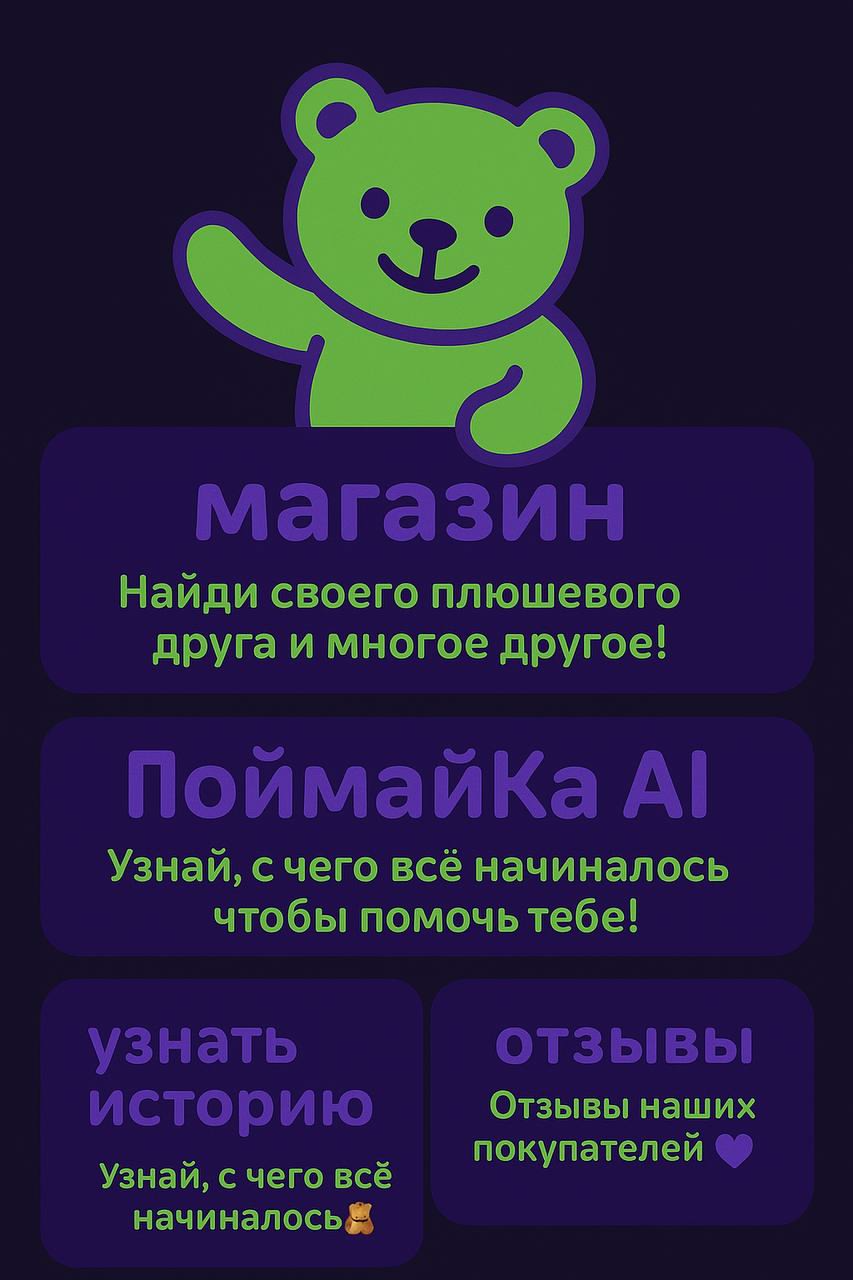 магазин
Найди своего плюшевого
друга и многое другое!
ПоймайКа AI
Узнай, с чего всё начиналось
чтобы помочь тебе!
узнать
историю
Узнай, с чего всё
начиналось🧸
отзывы
Отзывы наших
покупателей 💜